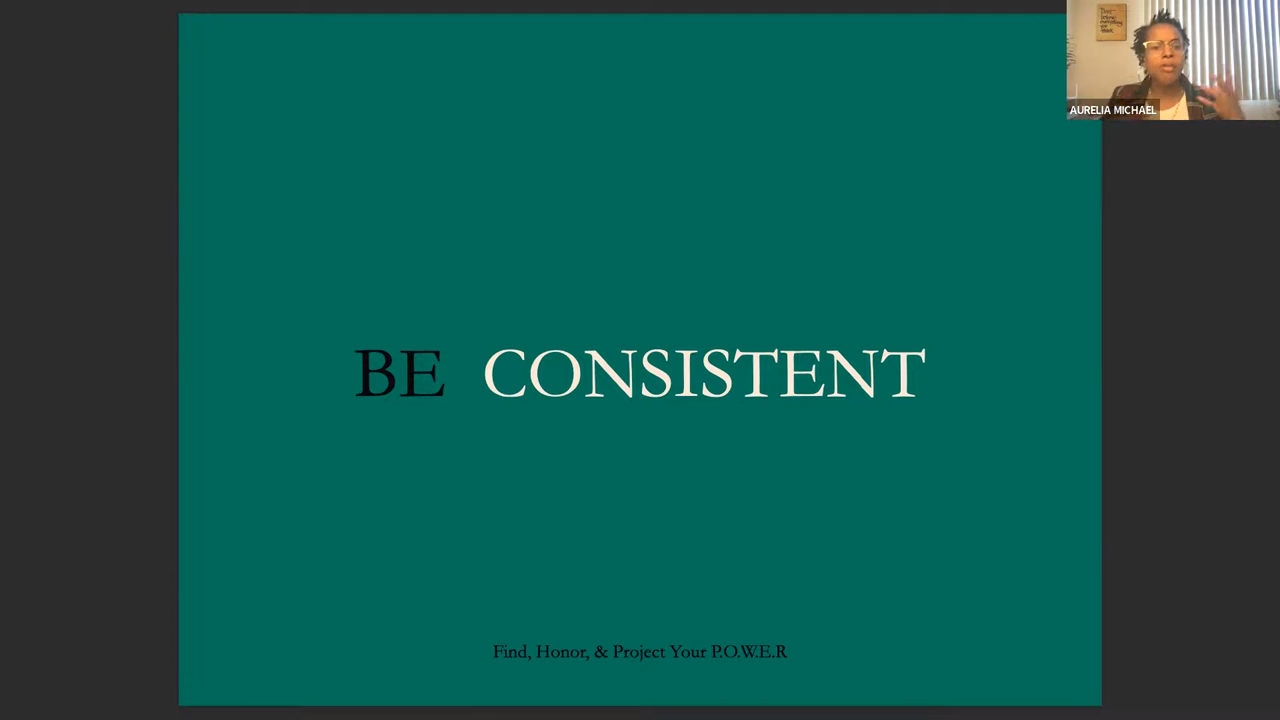 AURELIA MICHAEL
BE CONSISTENT
Find, Honor, & Project Your P.O.W.E.R